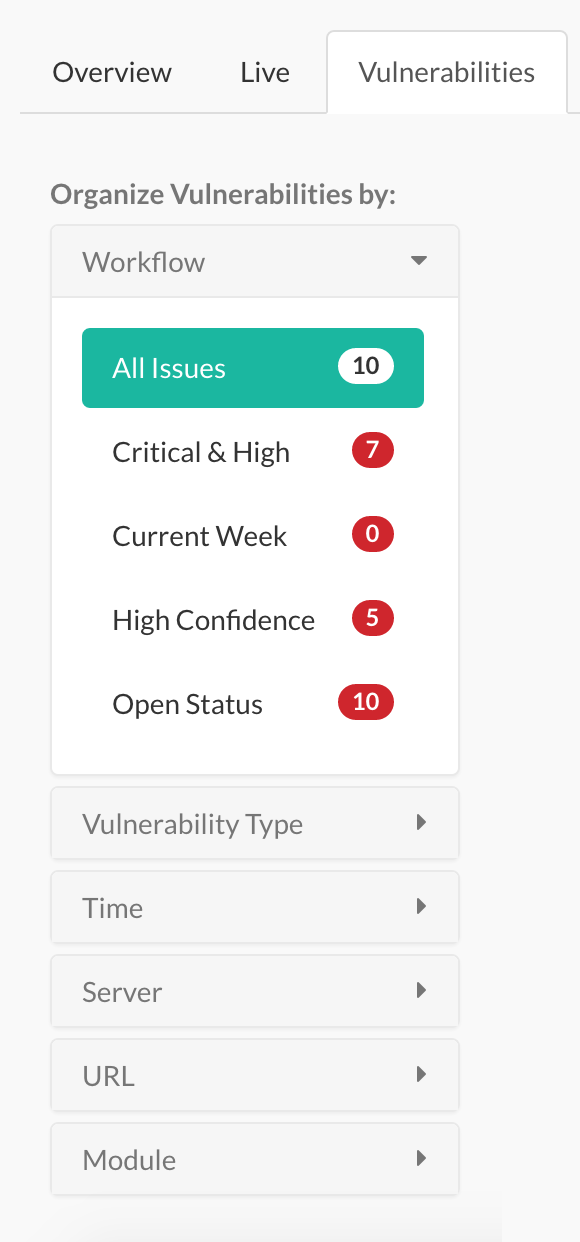 Overview Live Vulnerabilities
Organize Vulnerabilities by:
Workflow
All Issues 10
Critical & High 7
Current Week 0
High Confidence 5
Open Status 10
Vulnerability Type
Time
Server
URL
Module